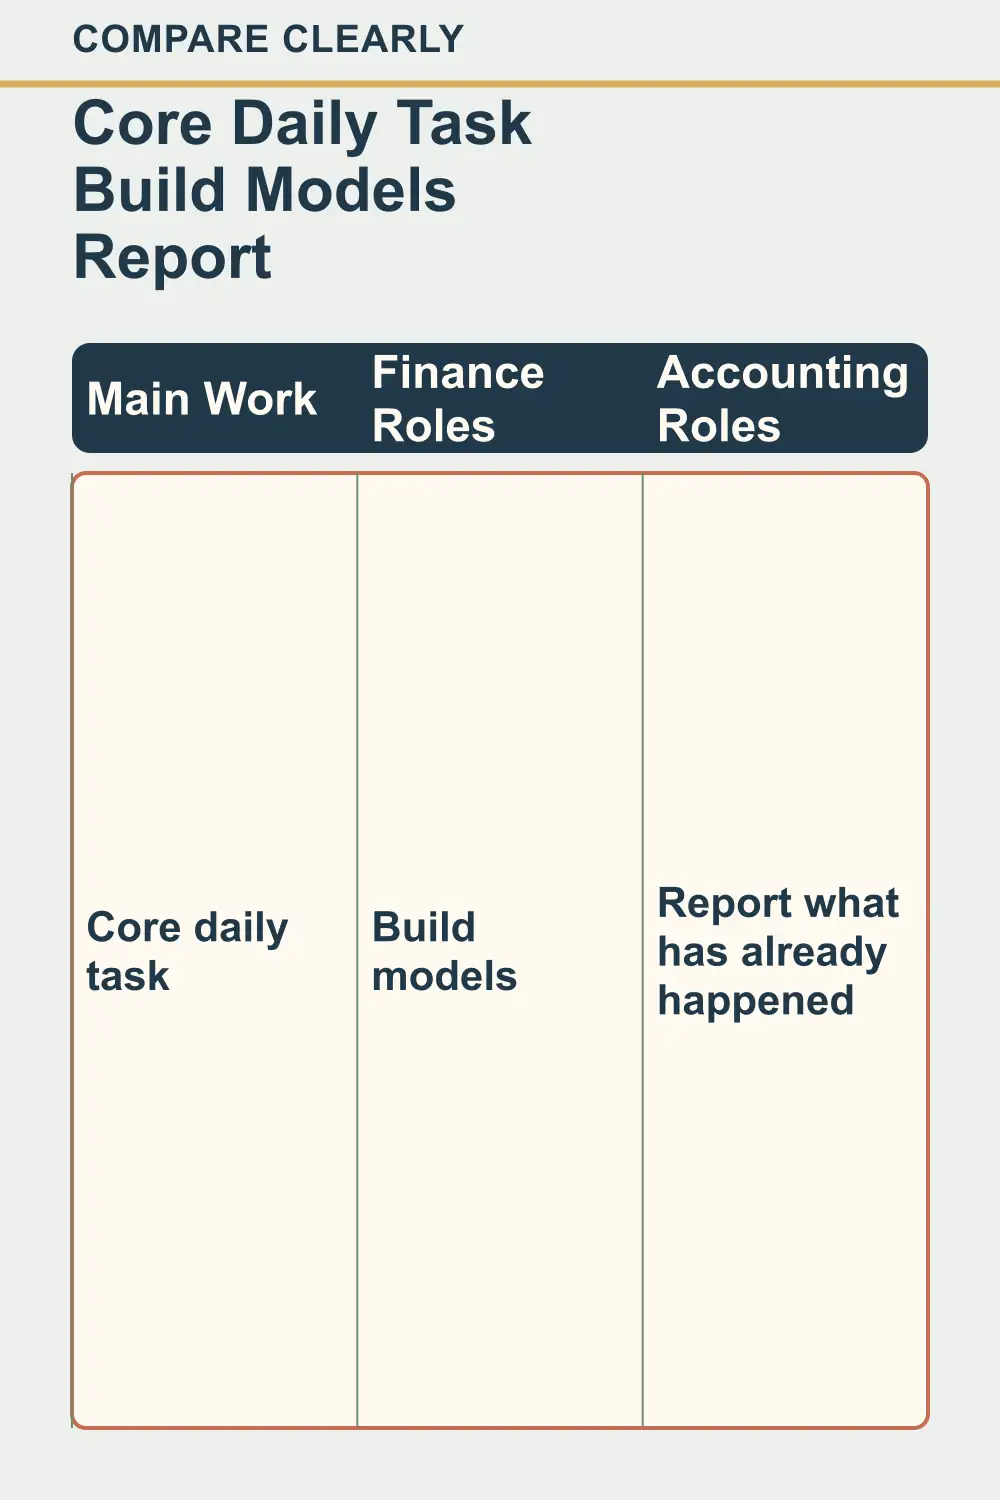 COMPARE CLEARLY
Core Daily Task
Build Models
Report
Main Work
Finance
Roles
Accounting
Roles
Core daily
task
Build
models
Report what
has already
happened